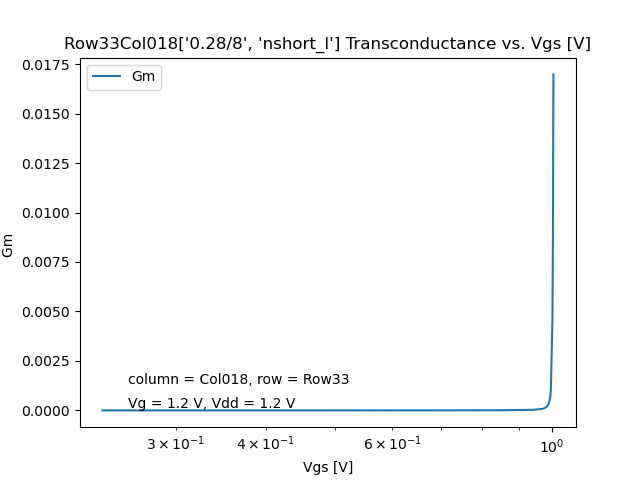 Row33Col018['0.28/8', 'nshort_l'] Transconductance vs. Vgs [V]
Gm
0.0175
0.0150
0.0125
0.0100
0.0075
0.0050
0.0025
0.0000
Gm
column = Col018, row = Row33
Vg = 1.2 V, Vdd = 1.2 V
3 × 10⁻¹ 4 × 10⁻¹ 6 × 10⁻¹ 10⁰
Vgs [V]